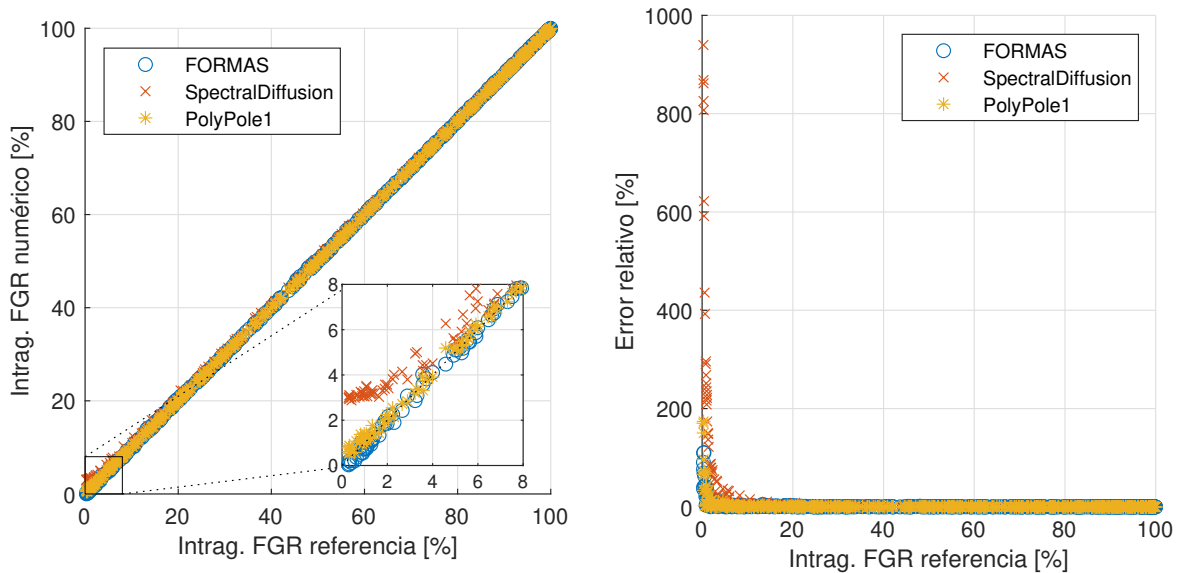 100
80
60
40
20
0
Intrag. FGR numérico [%]
FORMAS
SpectralDiffusion
PolyPole1
8
6
4
2
0
0 2 4 6 8
0 20 40 60 80 100
Intrag. FGR referencia [%]
1000
800
600
400
200
0
Error relativo [%]
FORMAS
SpectralDiffusion
PolyPole1
0 20 40 60 80 100
Intrag. FGR referencia [%]